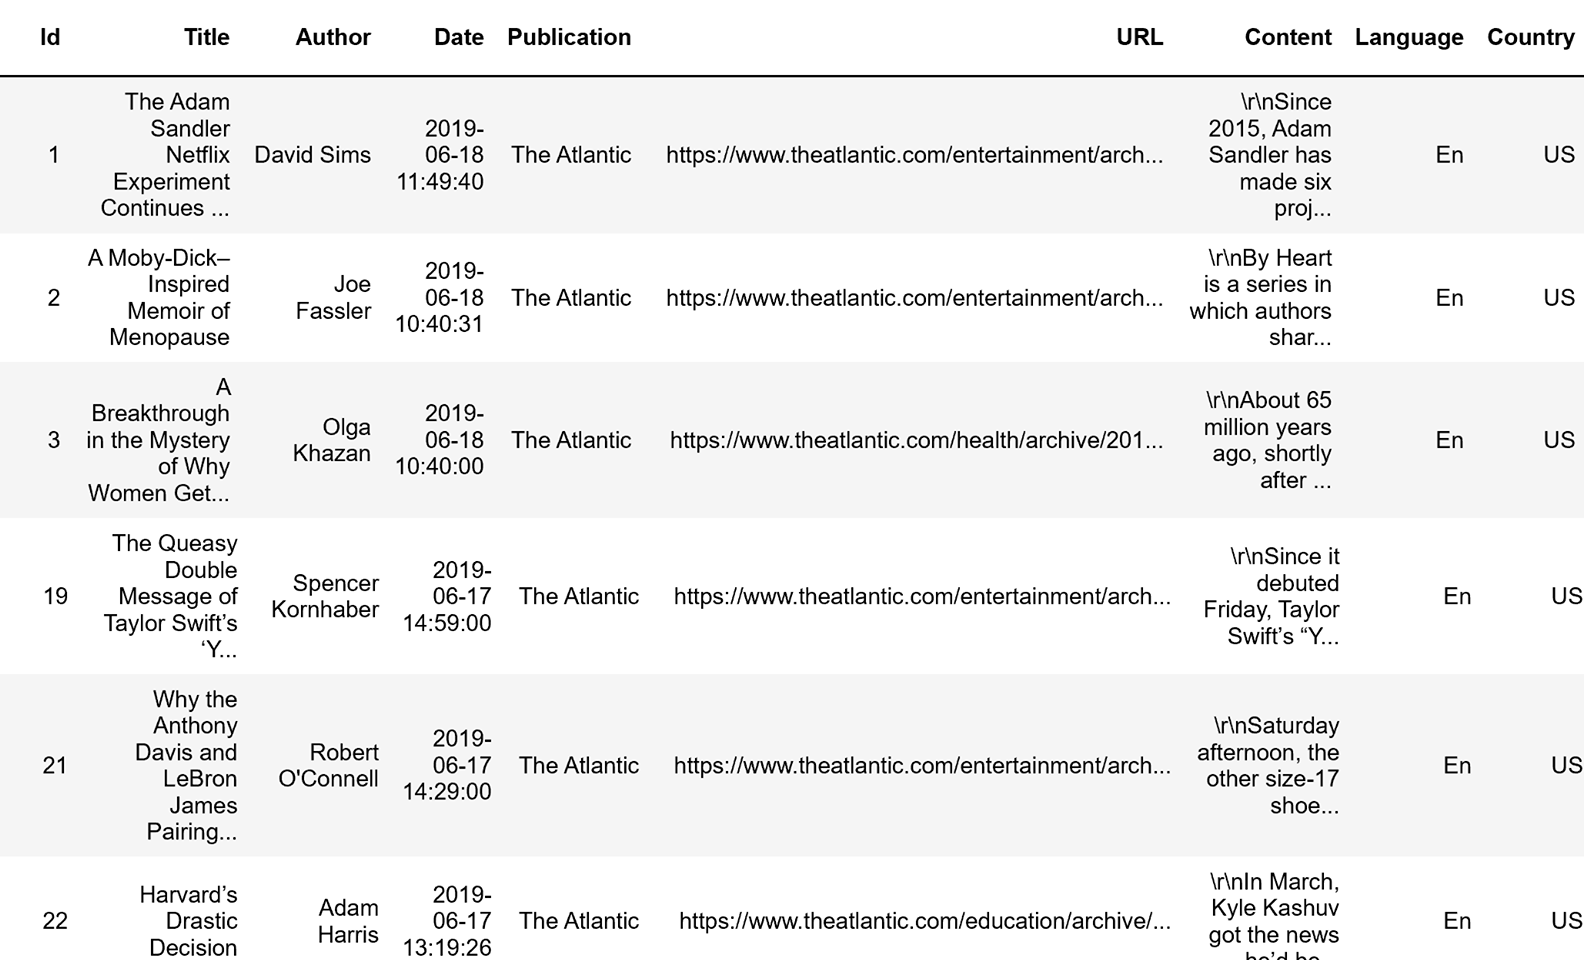 Id Title Author Date Publication URL Content Language Country
1 The Adam Sandler Netflix Experiment Continues ... David Sims 2019-06-18 11:49:40 The Atlantic https://www.theatlantic.com/entertainment/arch... \r\nSince 2015, Adam Sandler has made six proj... En US
2 A Moby-Dick–Inspired Memoir of Menopause Joe Fassler 2019-06-18 10:40:31 The Atlantic https://www.theatlantic.com/entertainment/arch... \r\nBy Heart is a series in which authors shar... En US
3 A Breakthrough in the Mystery of Why Women Get... Olga Khazan 2019-06-18 10:40:00 The Atlantic https://www.theatlantic.com/health/archive/201... \r\nAbout 65 million years ago, shortly after ... En US
19 The Queasy Double Message of Taylor Swift’s ‘Y... Spencer Kornhaber 2019-06-17 14:59:00 The Atlantic https://www.theatlantic.com/entertainment/arch... \r\nSince it debuted Friday, Taylor Swift’s “Y... En US
21 Why the Anthony Davis and LeBron James Pairing... Robert O'Connell 2019-06-17 14:29:00 The Atlantic https://www.theatlantic.com/entertainment/arch... \r\nSaturday afternoon, the other size-17 shoe... En US
22 Harvard’s Drastic Decision Adam Harris 2019-06-17 13:19:26 The Atlantic https://www.theatlantic.com/education/archive/... \r\nIn March, Kyle Kashuv got the news he’d be... En US